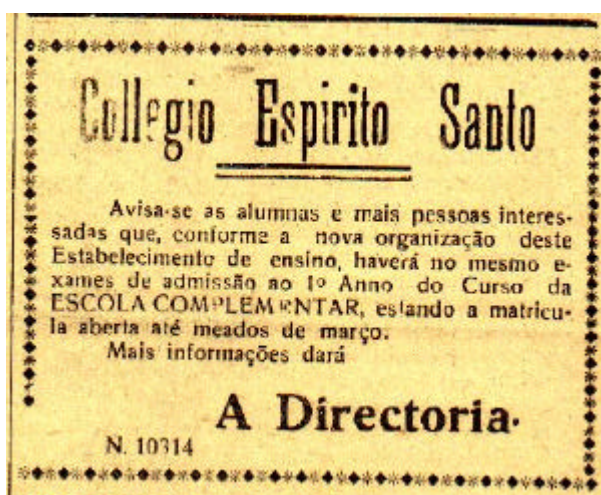 Collegio Espirito Santo
Avisa-se as alumnas e mais pessoas interes-
sadas que, conforme a nova organização deste
Estabelecimento de ensino, haverá no mesmo e-
xames de admissão ao 1º Anno do Curso da
ESCOLA COMPLEMENTAR, estando a matricu-
la aberta até meados de março.
Mais informações dará
A Directoria.
N. 10314